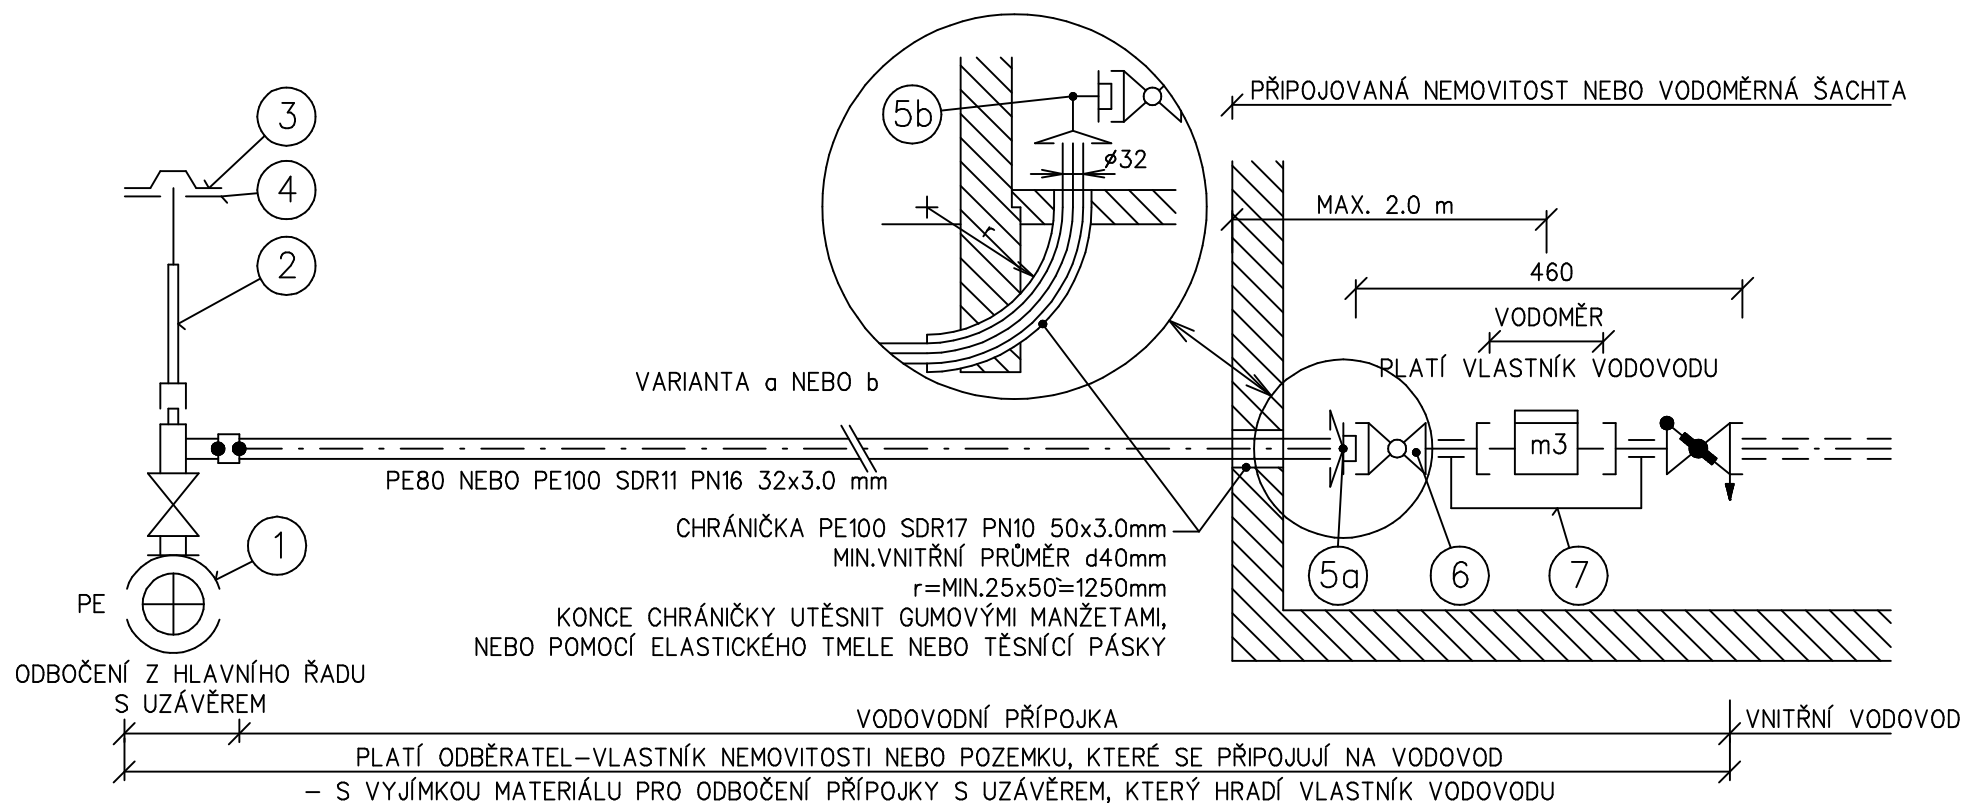 PŘIPOJOVANÁ NEMOVITOST NEBO VODOMĚRNÁ ŠACHTA
3
5b
ø32
4
MAX. 2.0 m
r
2
460
VODOMĚR
PLATÍ VLASTNÍK VODOVODU
VARIANTA a NEBO b
m3
PE80 NEBO PE100 SDR11 PN16 32x3.0 mm
CHRÁNIČKA PE100 SDR17 PN10 50x3.0mm
MIN.VNITŘNÍ PRŮMĚR d40mm
r=MIN.25x50=1250mm
KONCE CHRÁNIČKY UTĚSNIT GUMOVÝMI MANŽETAMI,
NEBO POMOCÍ ELASTICKÉHO TMELE NEBO TĚSNÍCÍ PÁSKY
1
5a
6
7
PE
ODBOČENÍ Z HLAVNÍHO ŘADU
S UZÁVĚREM
VODOVODNÍ PŘÍPOJKA
VNITŘNÍ VODOVOD
PLATÍ ODBĚRATEL–VLASTNÍK NEMOVITOSTI NEBO POZEMKU, KTERÉ SE PŘIPOJUJÍ NA VODOVOD
– S VYJÍMKOU MATERIÁLU PRO ODBOČENÍ PŘÍPOJKY S UZÁVĚREM, KTERÝ HRADÍ VLASTNÍK VODOVODU